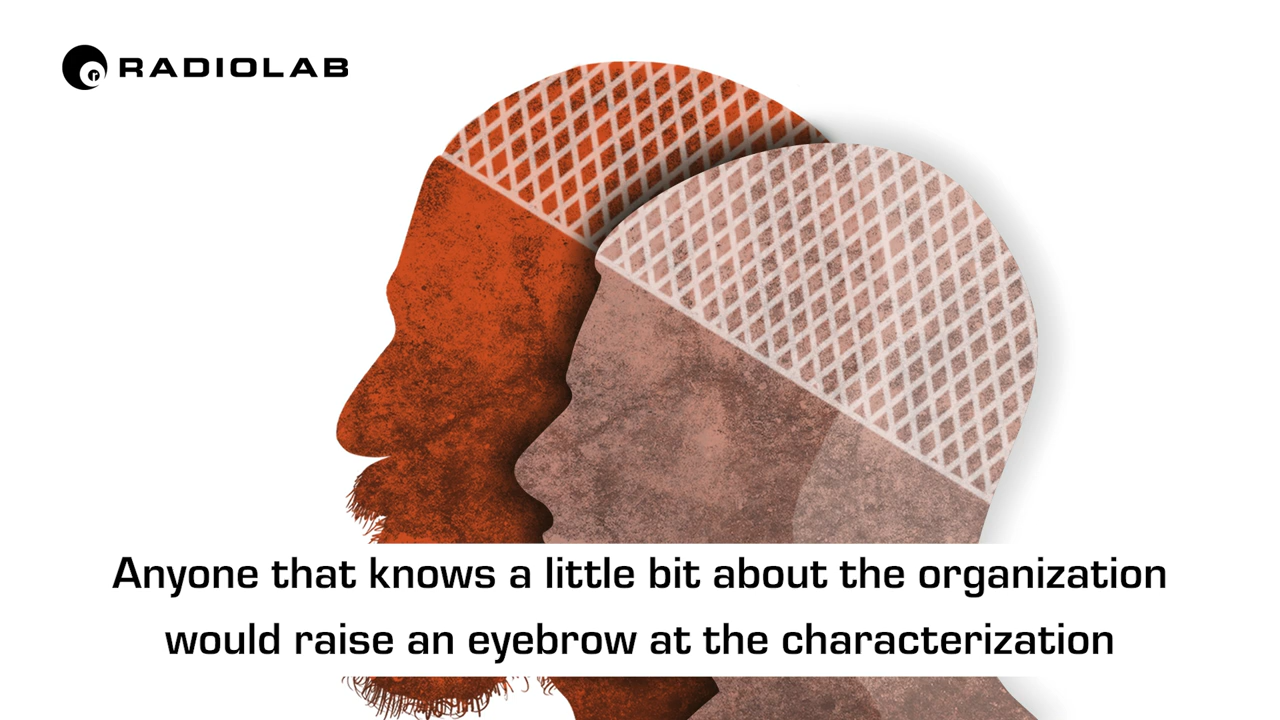 RADIOLAB
Anyone that knows a little bit about the organization
would raise an eyebrow at the characterization